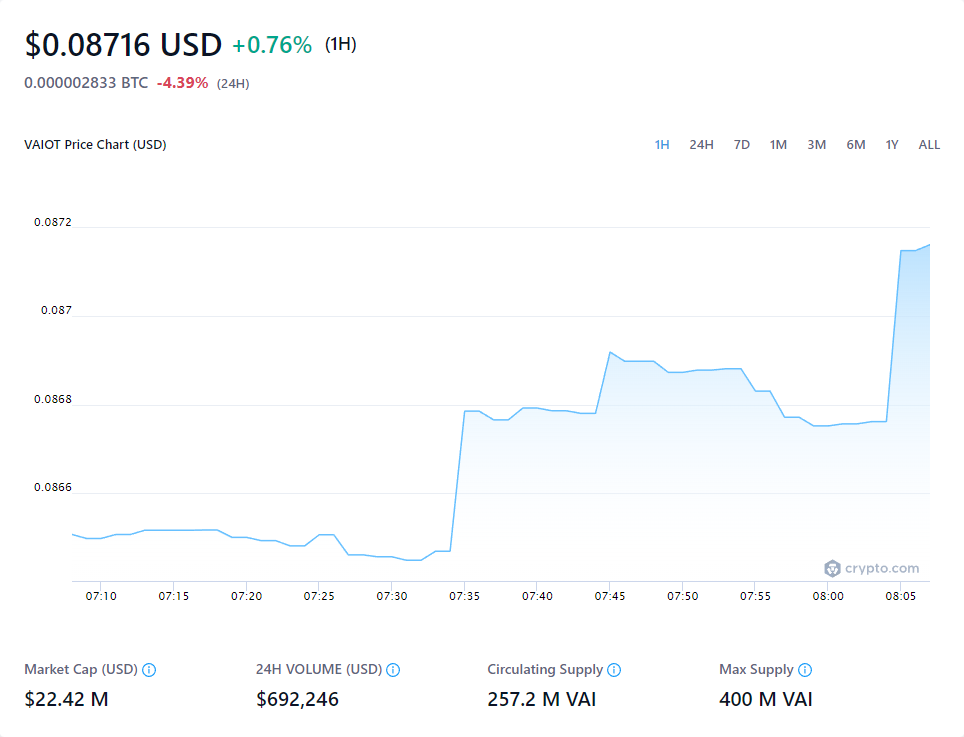 $0.08716 USD +0.76% (1H)
0.000002833 BTC -4.39% (24H)
VAIOT Price Chart (USD) 1H 24H 7D 1M 3M 6M 1Y ALL
0.0872
0.087
0.0868
0.0866
crypto.com
07:10 07:15 07:20 07:25 07:30 07:35 07:40 07:45 07:50 07:55 08:00 08:05
Market Cap (USD) 24H VOLUME (USD) Circulating Supply Max Supply
$22.42 M $692,246 257.2 M VAI 400 M VAI